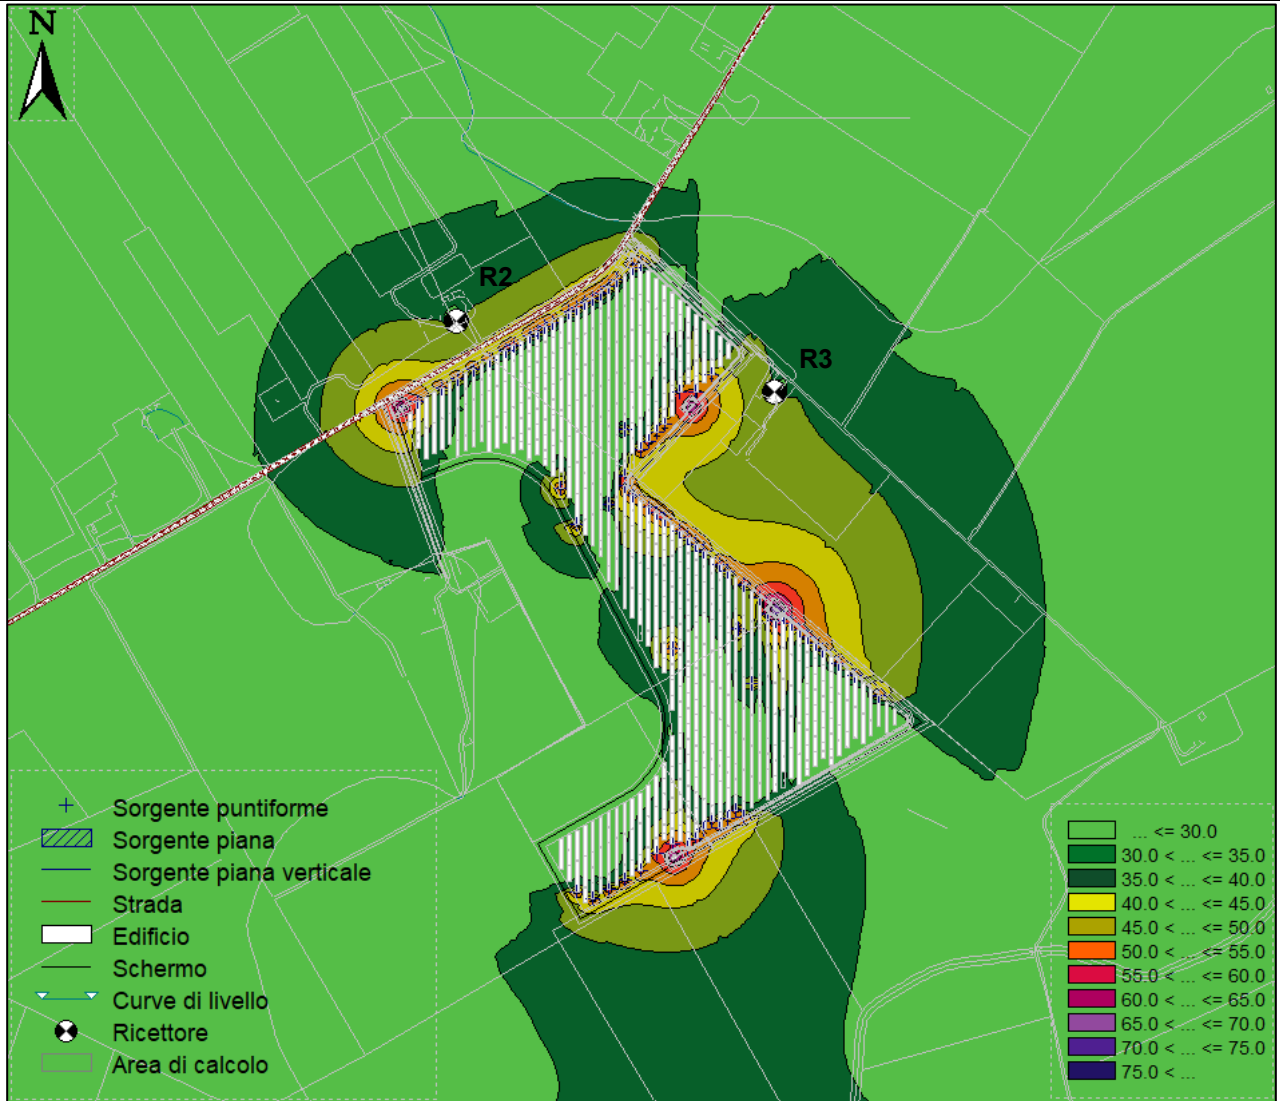 N
R2
R3
Sorgente puntiforme
Sorgente piana
Sorgente piana verticale
Strada
Edificio
Schermo
Curve di livello
Ricettore
Area di calcolo
... <= 30.0
30.0 < ... <= 35.0
35.0 < ... <= 40.0
40.0 < ... <= 45.0
45.0 < ... <= 50.0
50.0 < ... <= 55.0
55.0 < ... <= 60.0
60.0 < ... <= 65.0
65.0 < ... <= 70.0
70.0 < ... <= 75.0
75.0 < ...